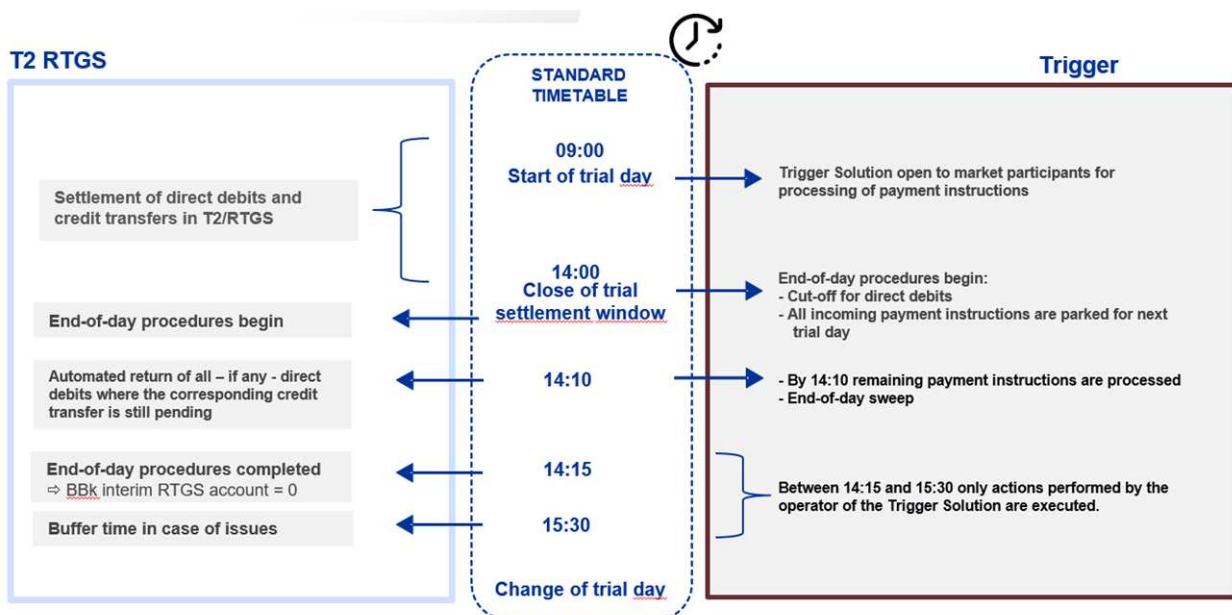 T2 RTGS
Settlement of direct debits and
credit transfers in T2/RTGS
End-of-day procedures begin
Automated return of all – if any - direct
debits where the corresponding credit
transfer is still pending
End-of-day procedures completed
⇨ BBk interim RTGS account = 0
Buffer time in case of issues
STANDARD
TIMETABLE
09:00
Start of trial day
14:00
Close of trial
settlement window
14:10
14:15
15:30
Change of trial day
Trigger
Trigger Solution open to market participants for
processing of payment instructions
End-of-day procedures begin:
- Cut-off for direct debits
- All incoming payment instructions are parked for next
trial day
- By 14:10 remaining payment instructions are processed
- End-of-day sweep
Between 14:15 and 15:30 only actions performed by the
operator of the Trigger Solution are executed.